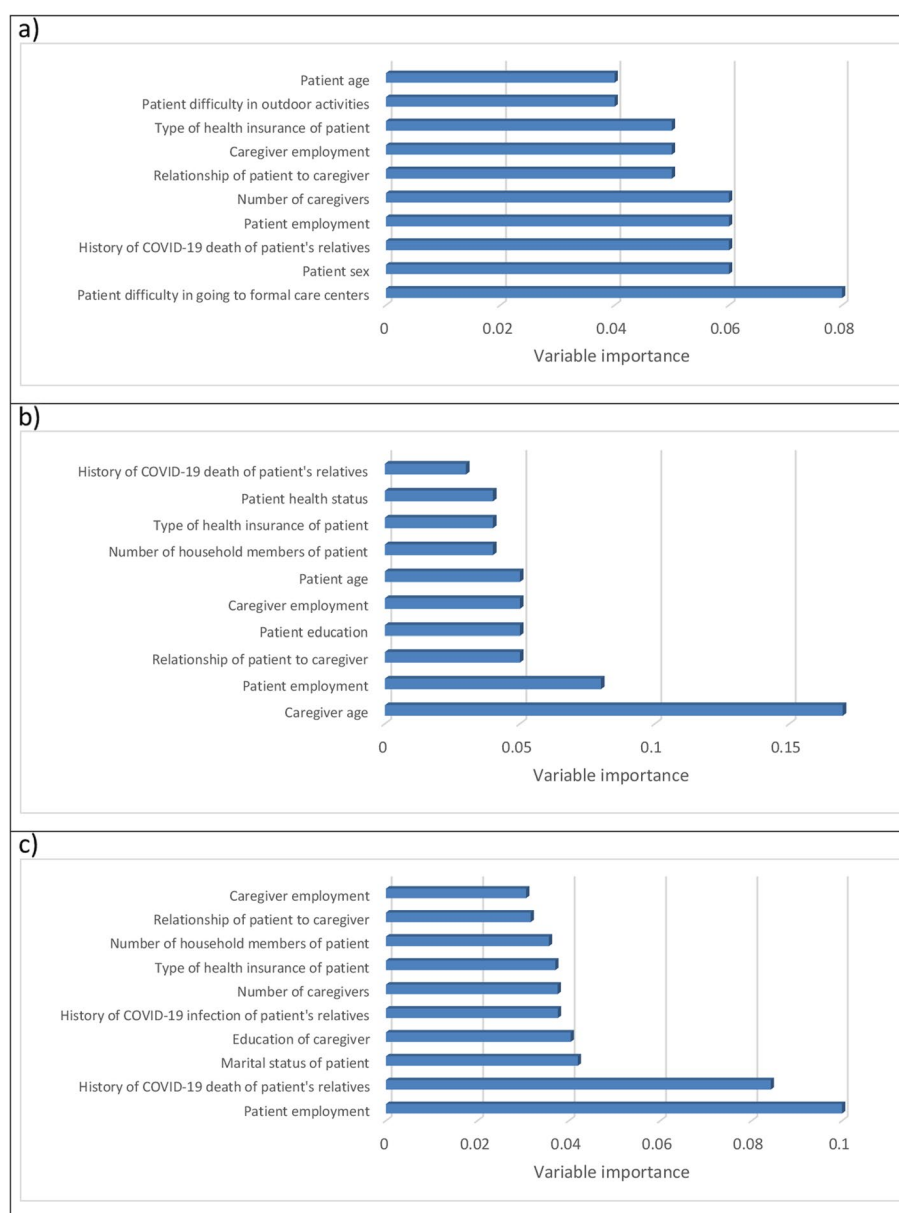 a)
Patient age
Patient difficulty in outdoor activities
Type of health insurance of patient
Caregiver employment
Relationship of patient to caregiver
Number of caregivers
Patient employment
History of COVID-19 death of patient's relatives
Patient sex
Patient difficulty in going to formal care centers
0 0.02 0.04 0.06 0.08
Variable importance
b)
History of COVID-19 death of patient's relatives
Patient health status
Type of health insurance of patient
Number of household members of patient
Patient age
Caregiver employment
Patient education
Relationship of patient to caregiver
Patient employment
Caregiver age
0 0.05 0.1 0.15
Variable importance
c)
Caregiver employment
Relationship of patient to caregiver
Number of household members of patient
Type of health insurance of patient
Number of caregivers
History of COVID-19 infection of patient's relatives
Education of caregiver
Marital status of patient
History of COVID-19 death of patient's relatives
Patient employment
0 0.02 0.04 0.06 0.08 0.1
Variable importance